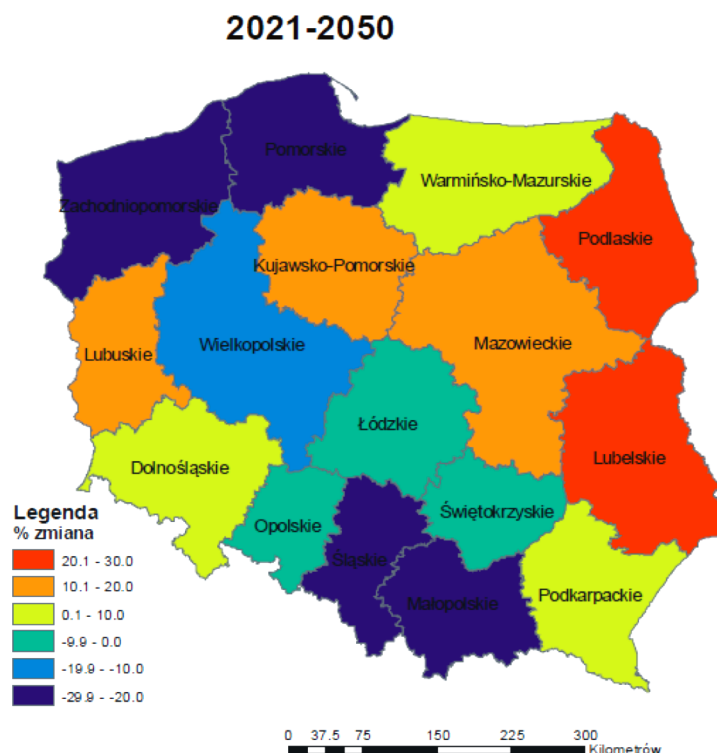 2021-2050
Pomorskie
Warmińsko-Mazurskie
Zachodniopomorskie
Podlaskie
Kujawsko-Pomorskie
Lubuskie
Wielkopolskie
Mazowieckie
Łódzkie
Dolnośląskie
Lubelskie
Opolskie
Świętokrzyskie
Śląskie
Małopolskie
Podkarpackie
Legenda
% zmiana
20.1 - 30.0
10.1 - 20.0
0.1 - 10.0
-9.9 - 0.0
-19.9 - -10.0
-29.9 - -20.0
0 37.5 75 150 225 300
Kilometrów